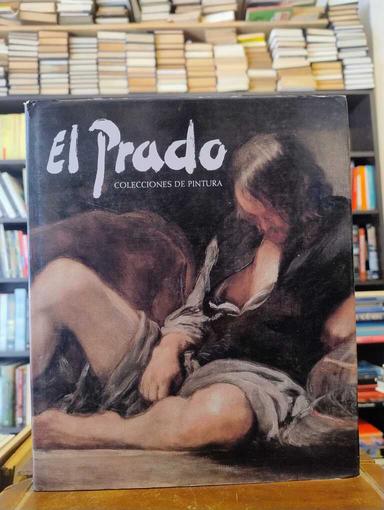 El Prado
COLECCIONES DE PINTURA